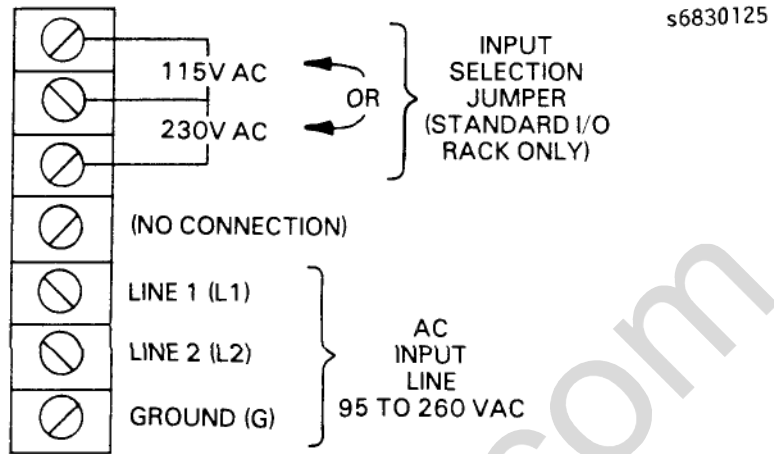 s6830125
115V AC
OR
230V AC
INPUT
SELECTION
JUMPER
(STANDARD I/O
RACK ONLY)
(NO CONNECTION)
LINE 1 (L1)
LINE 2 (L2)
GROUND (G)
AC
INPUT
LINE
95 TO 260 VAC
com